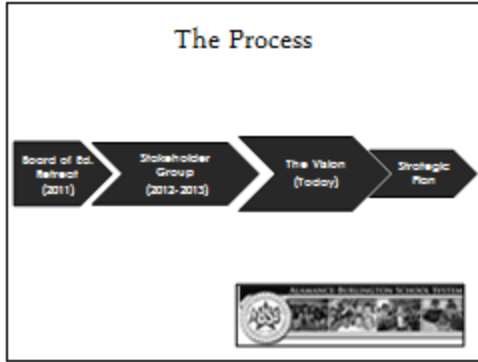 The Process
Board of Ed.
Retreat
(2011)
Stakeholder
Group
(2012-2013)
The Vision
(Today)
Strategic
Plan
ALAMANCE-BURLINGTON SCHOOL SYSTEM
ABSS